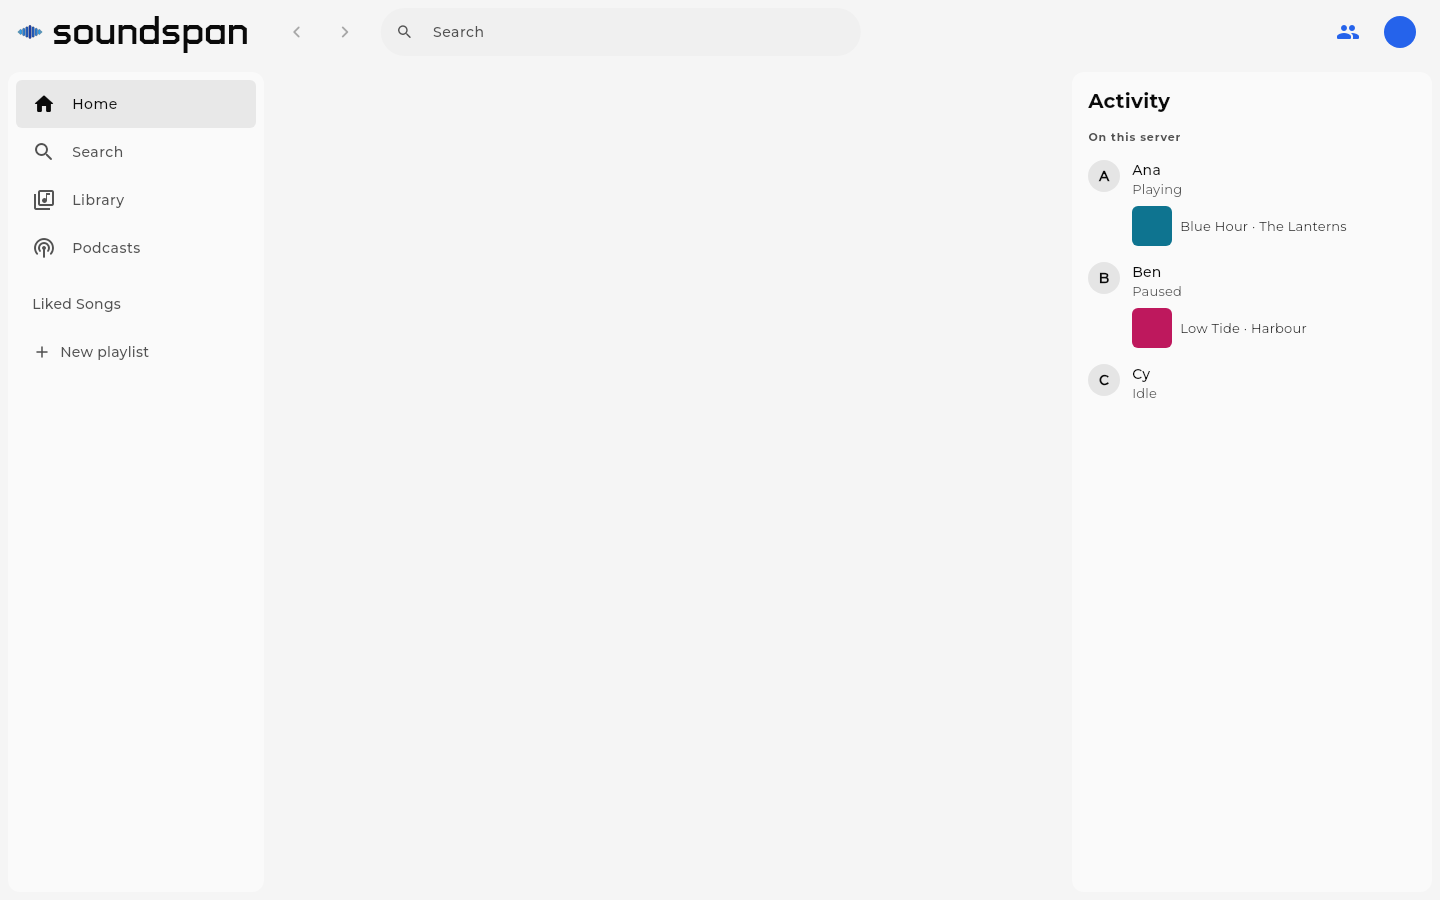 soundspan
Search
Home
Search
Library
Podcasts
Liked Songs
New playlist
Activity
On this server
A
Ana
Playing
Blue Hour · The Lanterns
B
Ben
Paused
Low Tide · Harbour
C
Cy
Idle